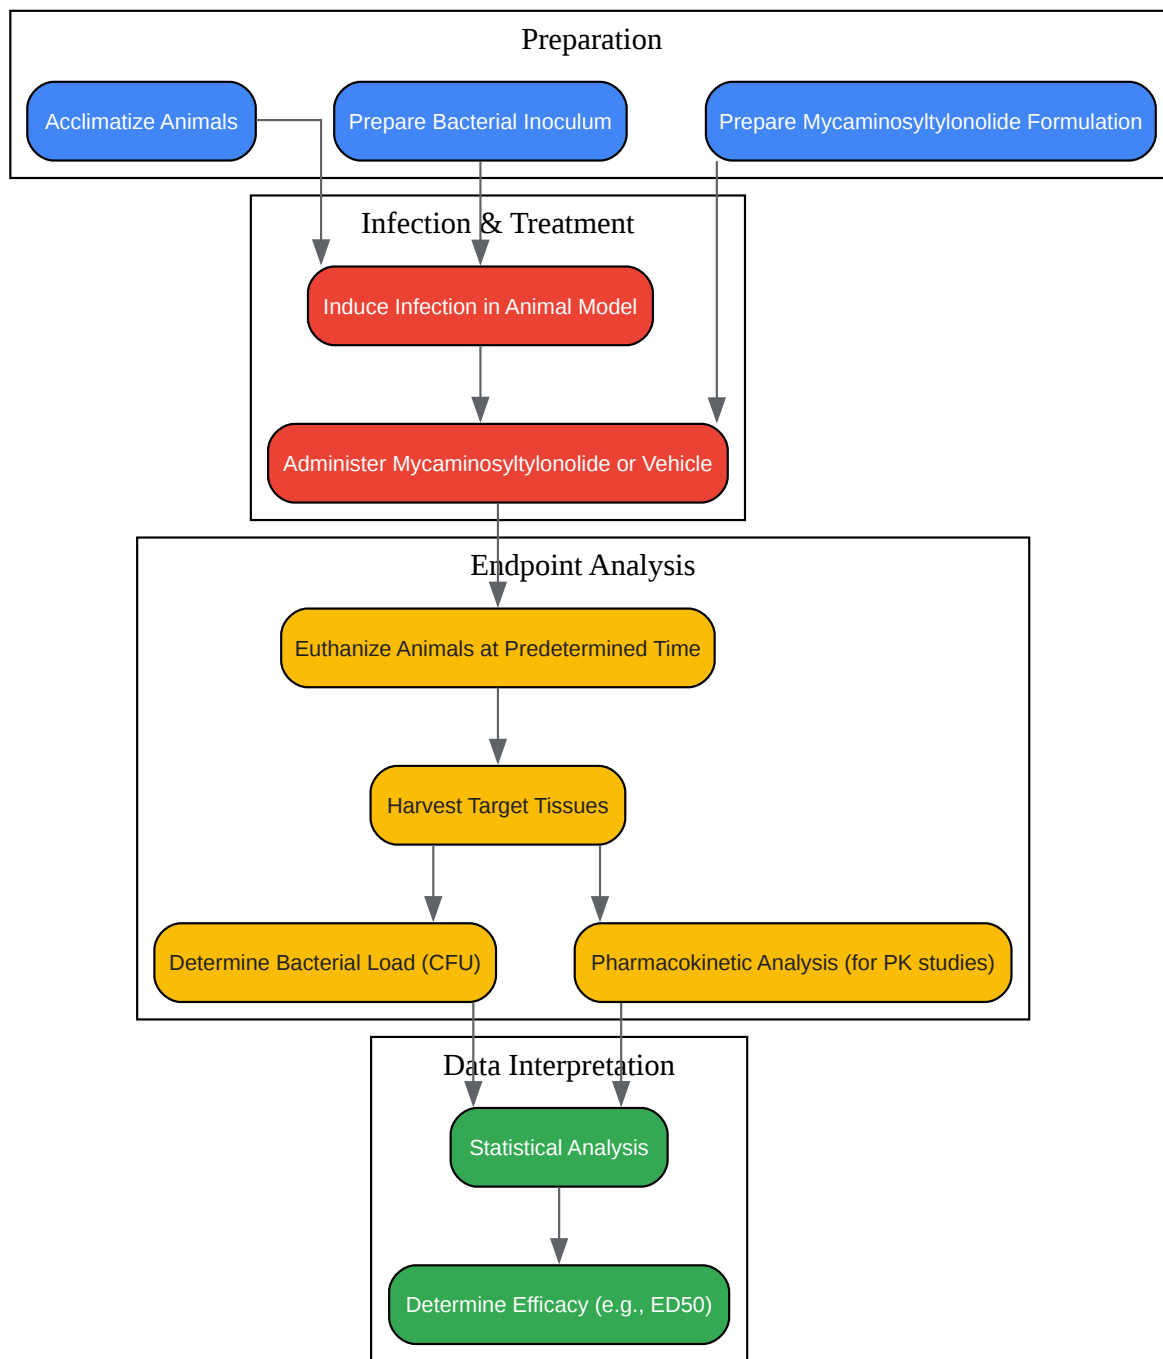 Preparation
Acclimatize Animals
Prepare Bacterial Inoculum
Prepare Mycaminosyltylonolide Formulation
Infection & Treatment
Induce Infection in Animal Model
Administer Mycaminosyltylonolide or Vehicle
Endpoint Analysis
Euthanize Animals at Predetermined Time
Harvest Target Tissues
Determine Bacterial Load (CFU)
Pharmacokinetic Analysis (for PK studies)
Data Interpretation
Statistical Analysis
Determine Efficacy (e.g., ED50)